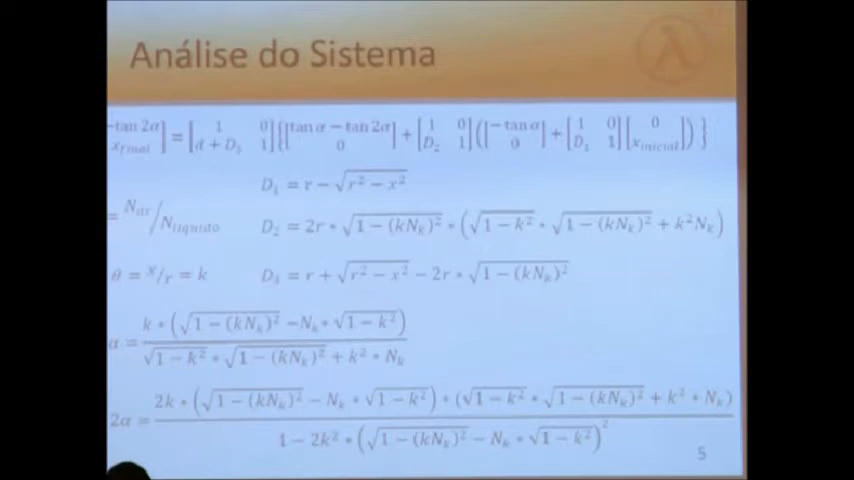 Análise do Sistema
-tan 2α
x_final] = [1 0
d + D₃ 1]{[tan α − tan 2α
0] + [1 0
D₂ 1]([− tan α
0] + [1 0
D₁ 1][0
x_inicial])}
D₁ = r − √(r² − x²)
= N_ar / N_liquido
D₂ = 2r * √(1 − (kN_k)²) * (√(1 − k²) * √(1 − (kN_k)²) + k²N_k)
θ = x/r = k
D₃ = r + √(r² − x²) − 2r * √(1 − (kN_k)²)
α = k * (√(1 − (kN_k)²) − N_k * √(1 − k²)) / √(1 − k²) * √(1 − (kN_k)²) + k² * N_k
2α = 2k * (√(1 − (kN_k)²) − N_k * √(1 − k²)) * (√(1 − k²) * √(1 − (kN_k)²) + k² * N_k) / 1 − 2k² * (√(1 − (kN_k)²) − N_k * √(1 − k²))²
5